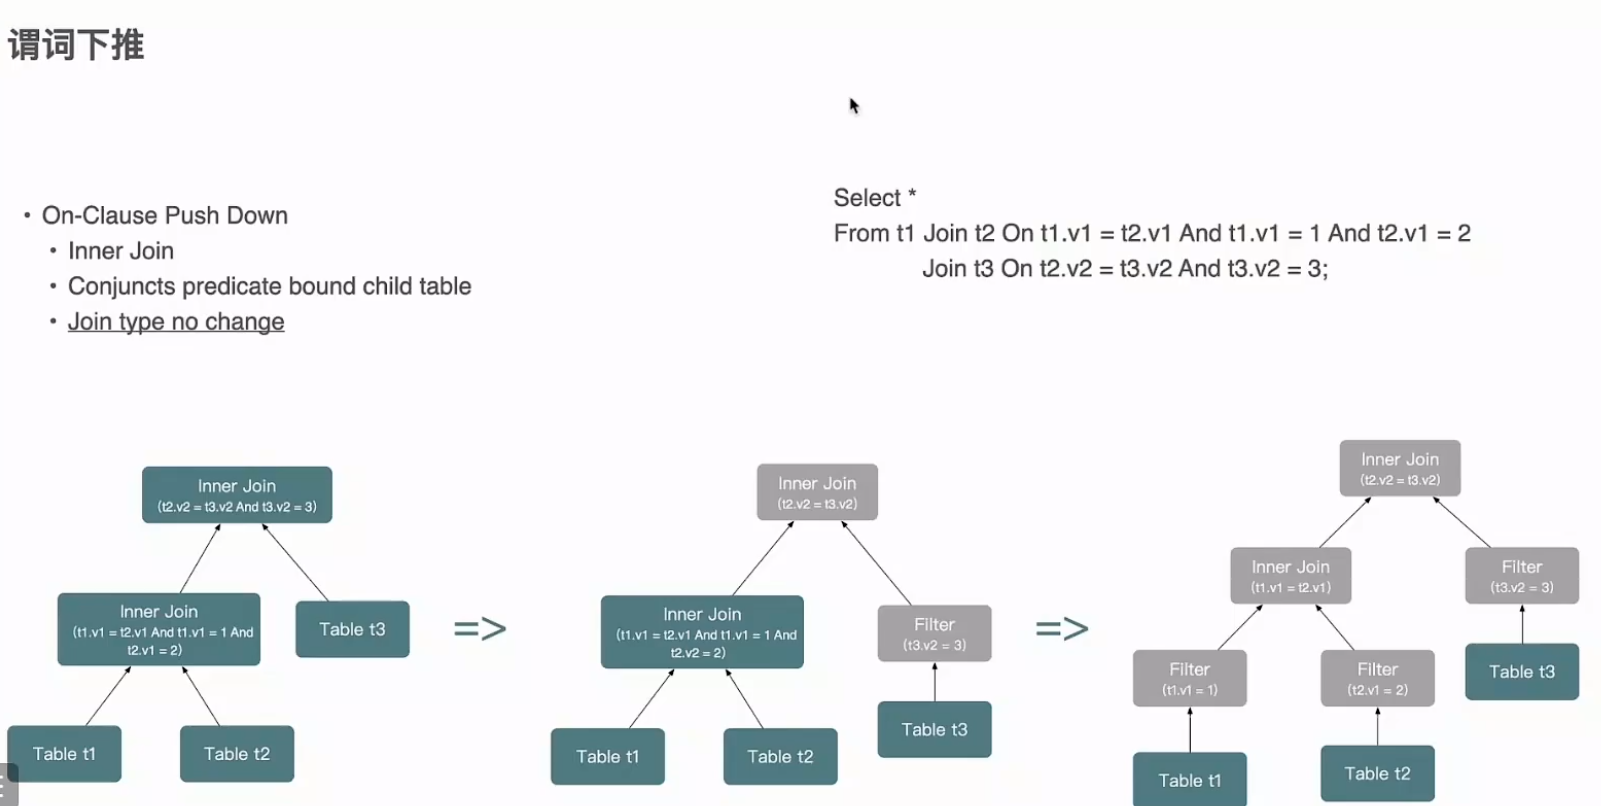 谓词下推
• On-Clause Push Down
• Inner Join
• Conjuncts predicate bound child table
• Join type no change
Select *
From t1 Join t2 On t1.v1 = t2.v1 And t1.v1 = 1 And t2.v1 = 2
Join t3 On t2.v2 = t3.v2 And t3.v2 = 3;
Inner Join
(t2.v2 = t3.v2 And t3.v2 = 3)
Inner Join
(t1.v1 = t2.v1 And t1.v1 = 1 And
t2.v1 = 2)
Table t3
Table t1
Table t2
=>
Inner Join
(t2.v2 = t3.v2)
Inner Join
(t1.v1 = t2.v1 And t1.v1 = 1 And
t2.v2 = 2)
Filter
(t3.v2 = 3)
Table t3
Table t1
Table t2
=>
Inner Join
(t2.v2 = t3.v2)
Inner Join
(t1.v1 = t2.v1)
Filter
(t3.v2 = 3)
Filter
(t1.v1 = 1)
Filter
(t2.v1 = 2)
Table t3
Table t1
Table t2